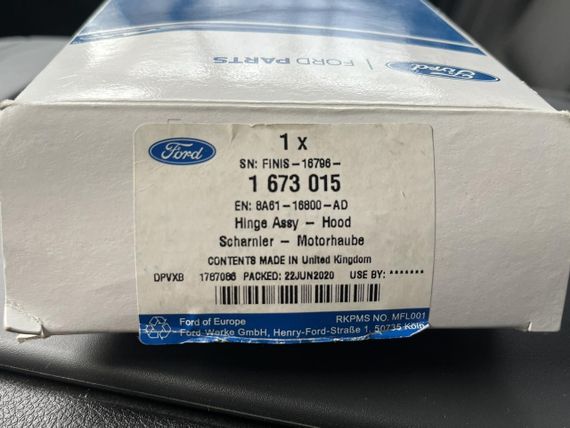 Ford
FORD PARTS
Ford
1 x
SN: FINIS-16796-
1 673 015
EN: 8A61-16800-AD
Hinge Assy - Hood
Scharnier - Motorhaube
CONTENTS MADE IN United Kingdom
DPVXB 1787086 PACKED: 22JUN2020 USE BY: *******
Ford of Europe RKPMS NO. MFL001
Ford-Werke GmbH, Henry-Ford-Straße 1, 50735 Köln